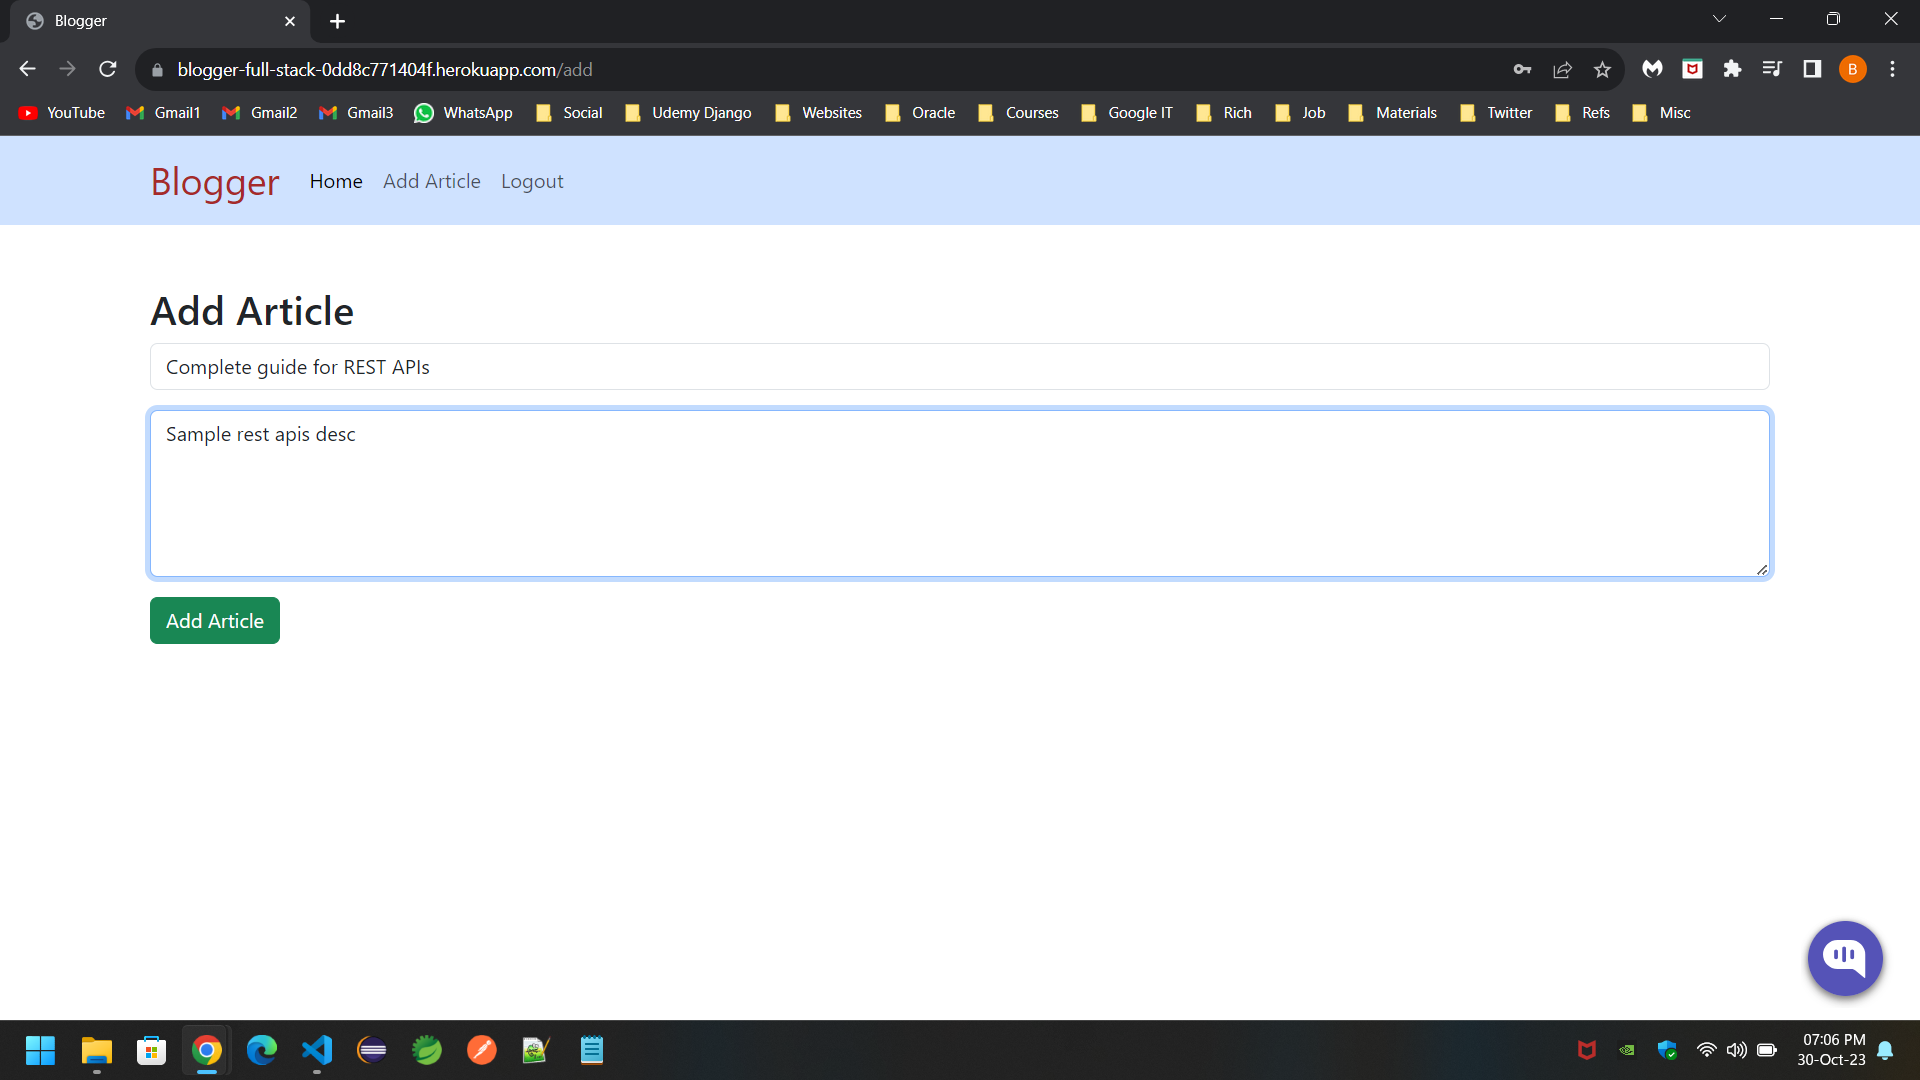 Blogger
blogger-full-stack-0dd8c771404f.herokuapp.com/add
B
YouTube Gmail1 Gmail2 Gmail3 WhatsApp Social Udemy Django Websites Oracle Courses Google IT Rich Job Materials Twitter Refs Misc
Blogger Home Add Article Logout
Add Article
Complete guide for REST APIs
Sample rest apis desc
Add Article
07:06 PM
30-Oct-23